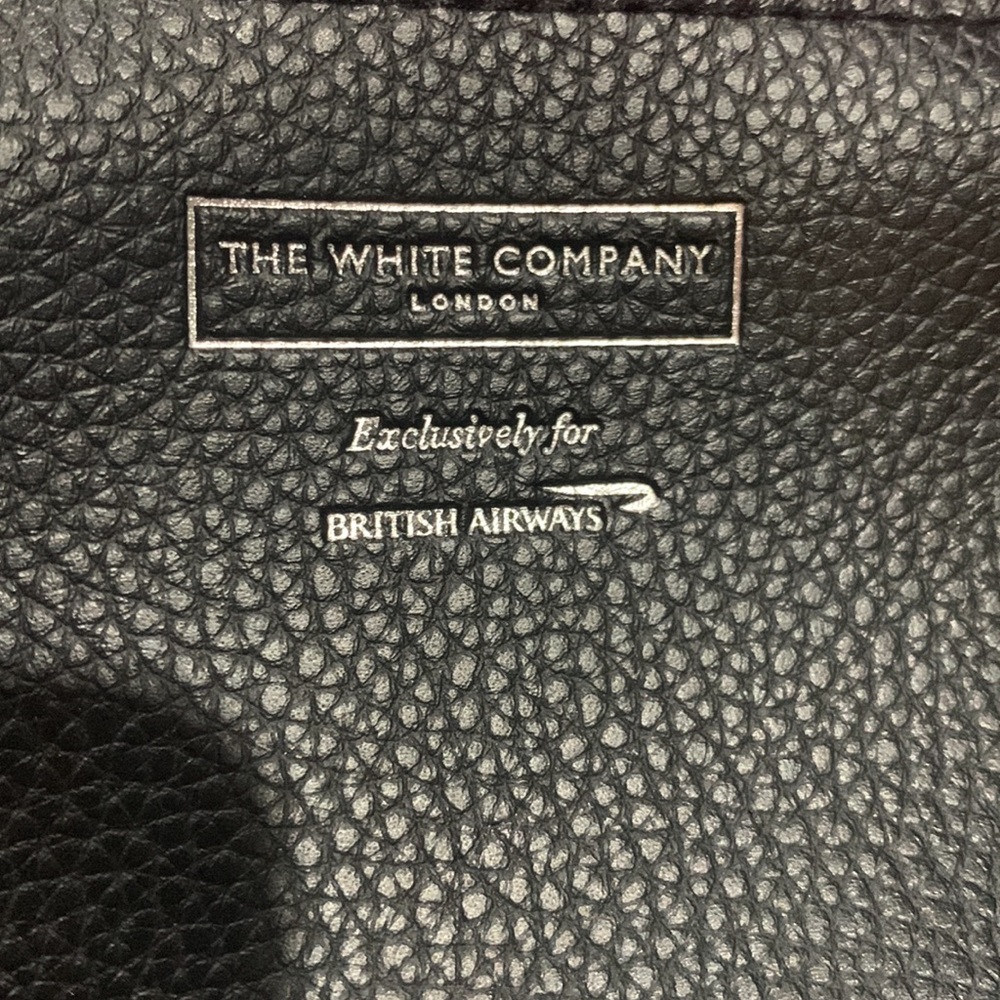 THE WHITE COMPANY
LONDON
Exclusively for
BRITISH AIRWAYS